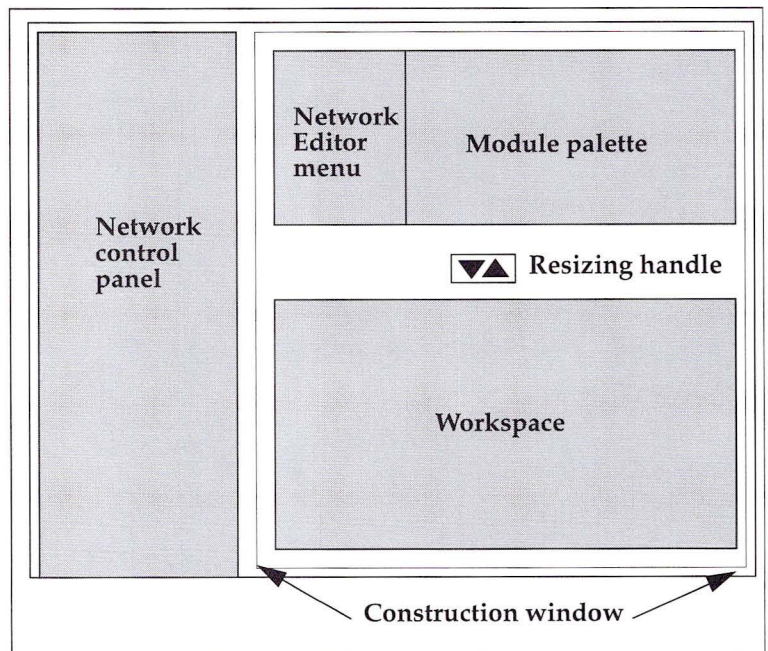 Network
control
panel
Network
Editor
menu
Module palette
Resizing handle
Workspace
Construction window